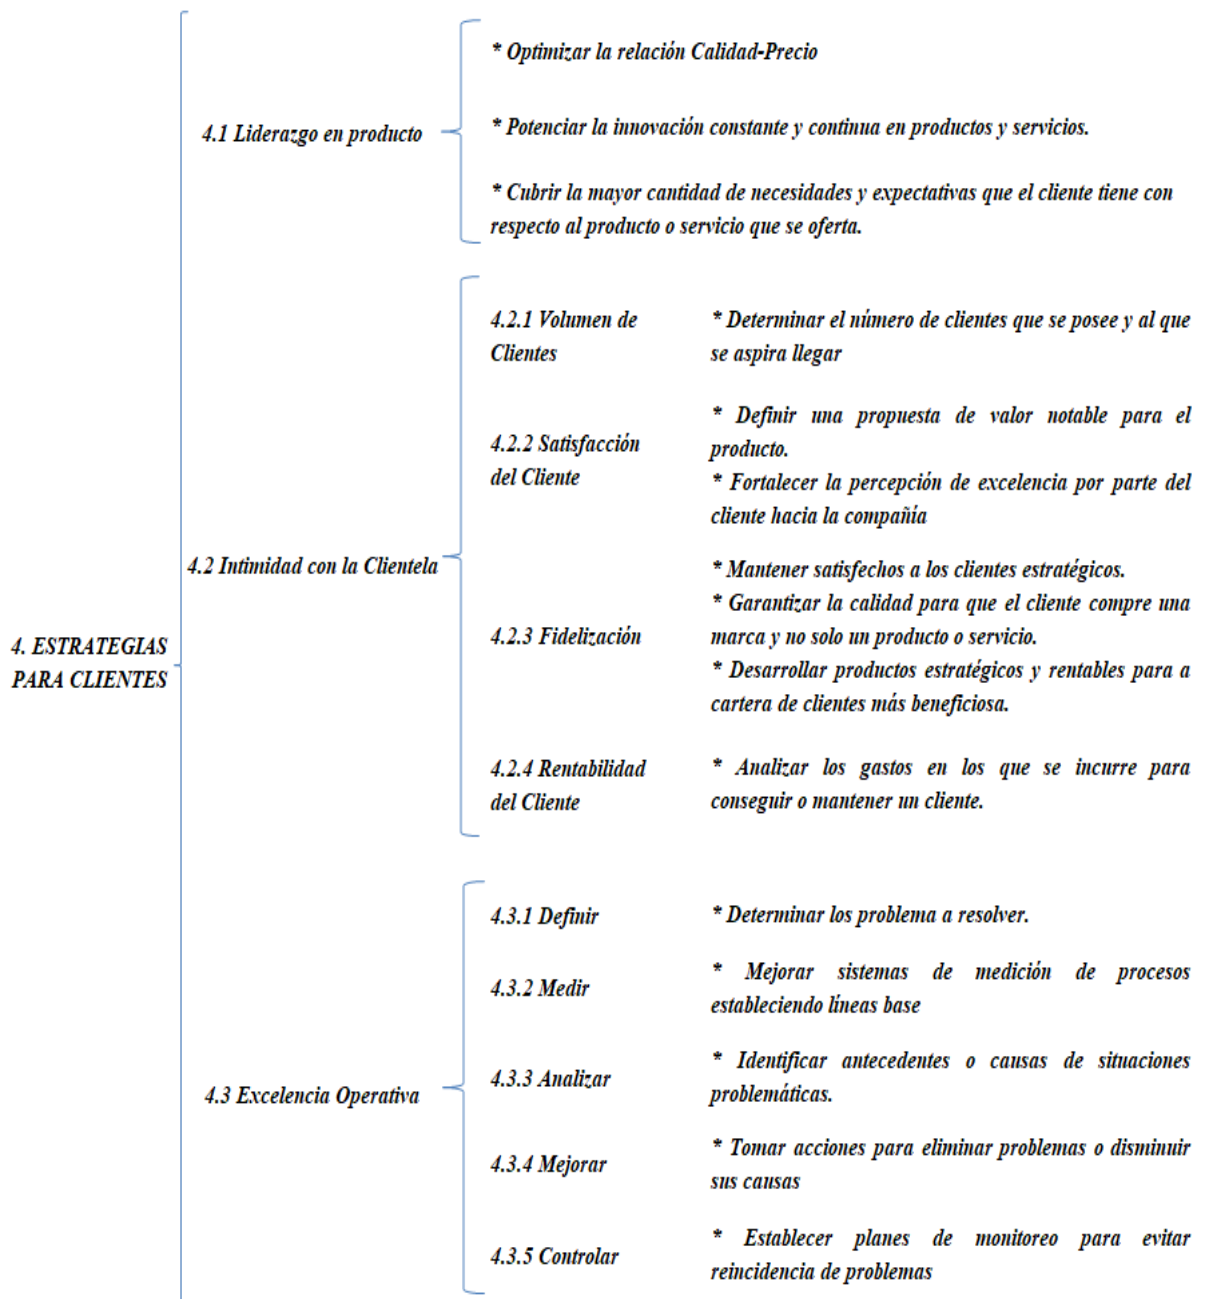 4. ESTRATEGIAS
PARA CLIENTES
4.1 Liderazgo en producto
* Optimizar la relación Calidad-Precio
* Potenciar la innovación constante y continua en productos y servicios.
* Cubrir la mayor cantidad de necesidades y expectativas que el cliente tiene con
respecto al producto o servicio que se oferta.
4.2 Intimidad con la Clientela
4.2.1 Volumen de
Clientes
* Determinar el número de clientes que se posee y al que
se aspira llegar
4.2.2 Satisfacción
del Cliente
* Definir una propuesta de valor notable para el
producto.
* Fortalecer la percepción de excelencia por parte del
cliente hacia la compañía
4.2.3 Fidelización
* Mantener satisfechos a los clientes estratégicos.
* Garantizar la calidad para que el cliente compre una
marca y no solo un producto o servicio.
* Desarrollar productos estratégicos y rentables para a
cartera de clientes más beneficiosa.
4.2.4 Rentabilidad
del Cliente
* Analizar los gastos en los que se incurre para
conseguir o mantener un cliente.
4.3 Excelencia Operativa
4.3.1 Definir
* Determinar los problema a resolver.
4.3.2 Medir
* Mejorar sistemas de medición de procesos
estableciendo líneas base
4.3.3 Analizar
* Identificar antecedentes o causas de situaciones
problemáticas.
4.3.4 Mejorar
* Tomar acciones para eliminar problemas o disminuir
sus causas
4.3.5 Controlar
* Establecer planes de monitoreo para evitar
reincidencia de problemas